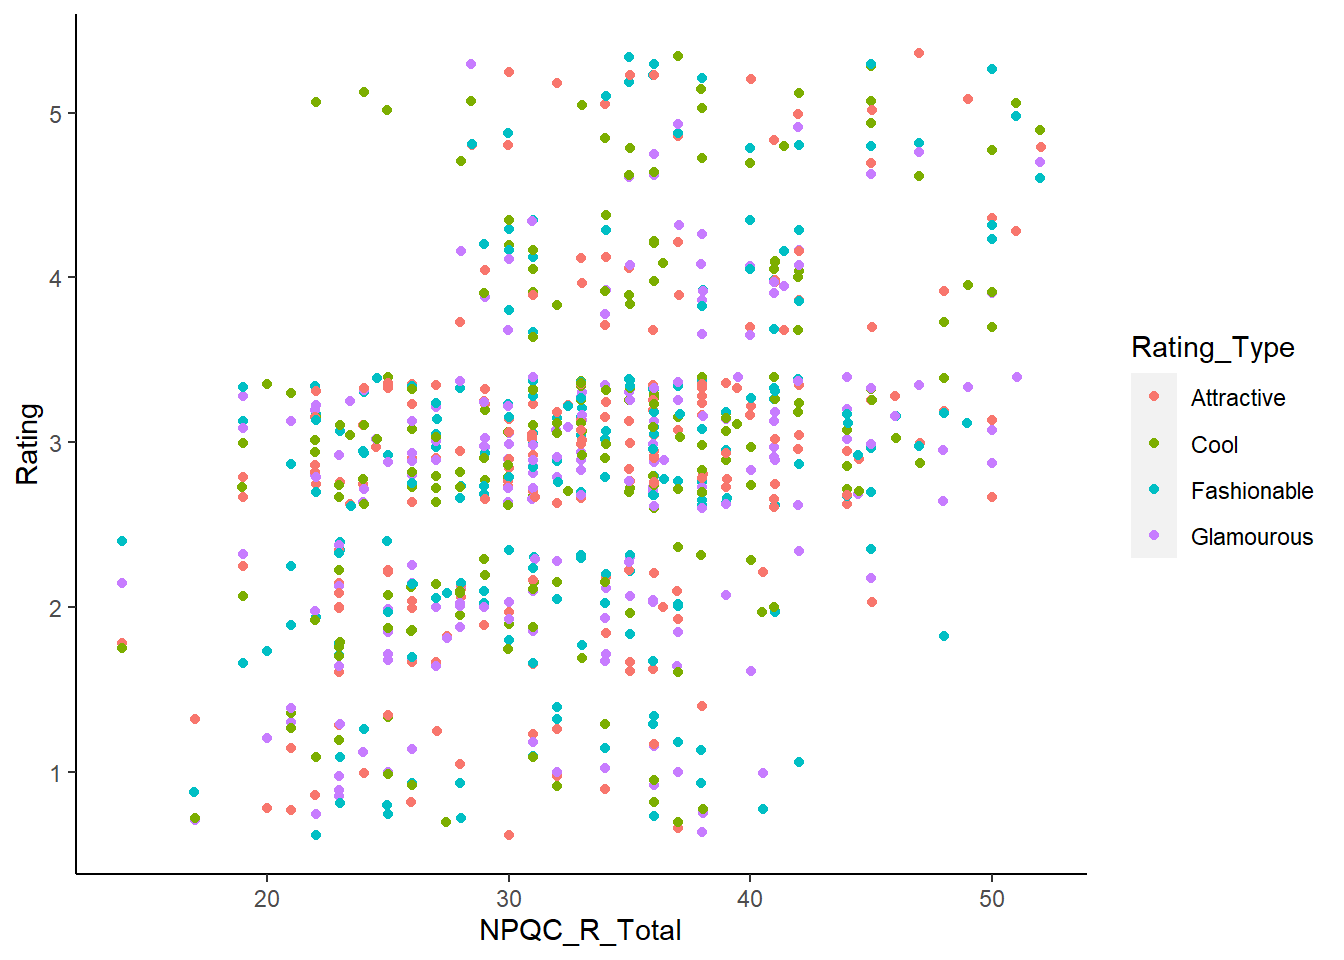 5
4
3
2
1
Rating
20 30 40 50
NPQC_R_Total
Rating_Type
Attractive
Cool
Fashionable
Glamourous